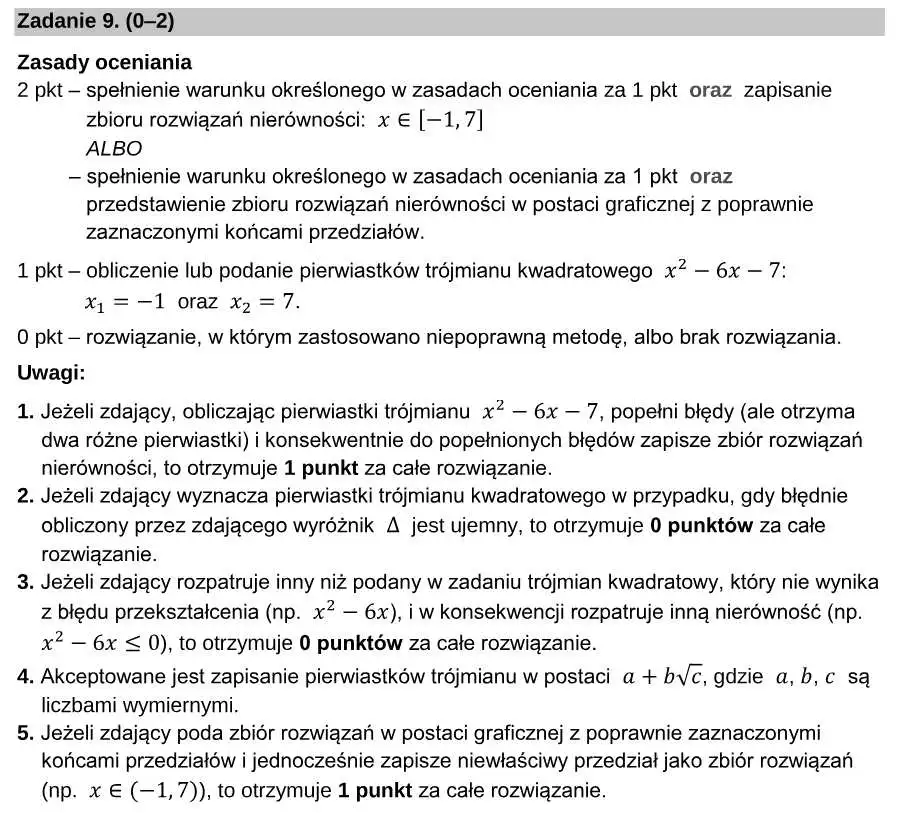 Zadanie 9. (0–2)
Zasady oceniania
2 pkt – spełnienie warunku określonego w zasadach oceniania za 1 pkt oraz zapisanie
zbioru rozwiązań nierówności: x ∈ [−1, 7]
ALBO
– spełnienie warunku określonego w zasadach oceniania za 1 pkt oraz
przedstawienie zbioru rozwiązań nierówności w postaci graficznej z poprawnie
zaznaczonymi końcami przedziałów.
1 pkt – obliczenie lub podanie pierwiastków trójmianu kwadratowego x² − 6x − 7:
x₁ = −1 oraz x₂ = 7.
0 pkt – rozwiązanie, w którym zastosowano niepoprawną metodę, albo brak rozwiązania.
Uwagi:
1. Jeżeli zdający, obliczając pierwiastki trójmianu x² − 6x − 7, popełni błędy (ale otrzyma
dwa różne pierwiastki) i konsekwentnie do popełnionych błędów zapisze zbiór rozwiązań
nierówności, to otrzymuje 1 punkt za całe rozwiązanie.
2. Jeżeli zdający wyznacza pierwiastki trójmianu kwadratowego w przypadku, gdy błędnie
obliczony przez zdającego wyróżnik Δ jest ujemny, to otrzymuje 0 punktów za całe
rozwiązanie.
3. Jeżeli zdający rozpatruje inny niż podany w zadaniu trójmian kwadratowy, który nie wynika
z błędu przekształcenia (np. x² − 6x), i w konsekwencji rozpatruje inną nierówność (np.
x² − 6x ≤ 0), to otrzymuje 0 punktów za całe rozwiązanie.
4. Akceptowane jest zapisanie pierwiastków trójmianu w postaci a + b√c, gdzie a, b, c są
liczbami wymiernymi.
5. Jeżeli zdający poda zbiór rozwiązań w postaci graficznej z poprawnie zaznaczonymi
końcami przedziałów i jednocześnie zapisze niewłaściwy przedział jako zbiór rozwiązań
(np. x ∈ (−1, 7)), to otrzymuje 1 punkt za całe rozwiązanie.